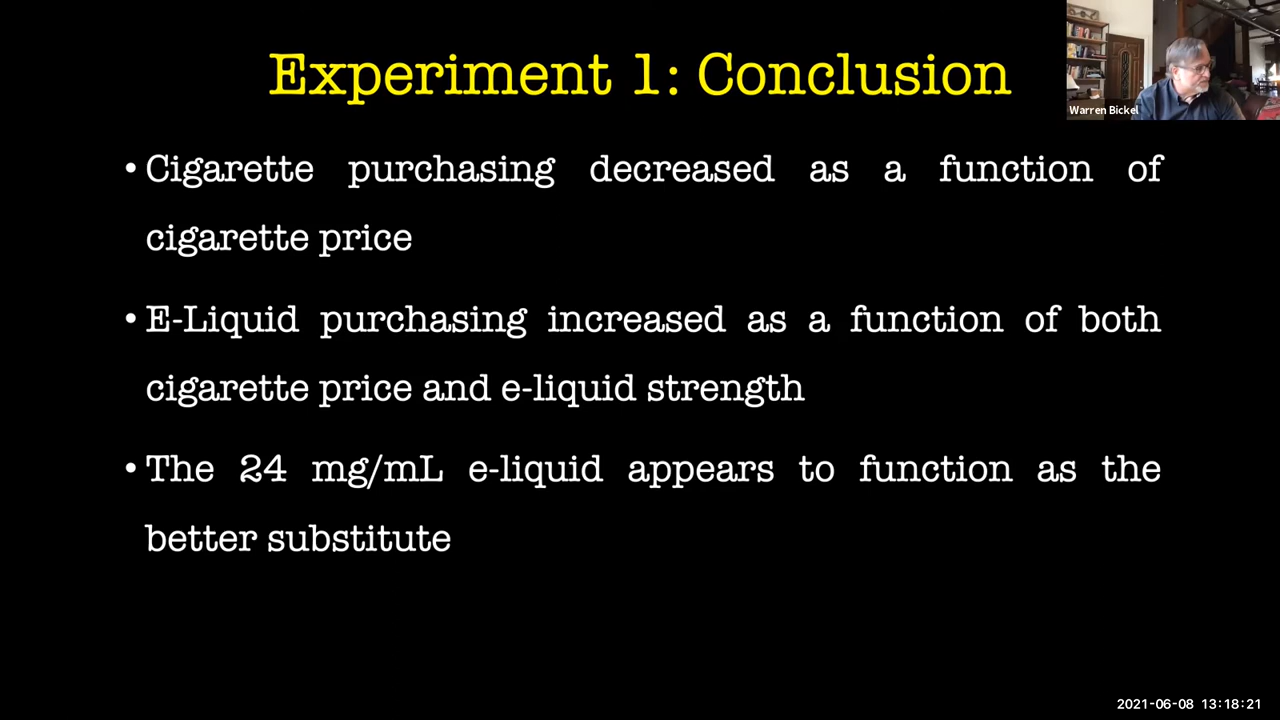 Experiment 1: Conclusion
Warren Bickel
• Cigarette purchasing decreased as a function of
cigarette price
• E-Liquid purchasing increased as a function of both
cigarette price and e-liquid strength
• The 24 mg/mL e-liquid appears to function as the
better substitute
2021-06-08 13:18:21